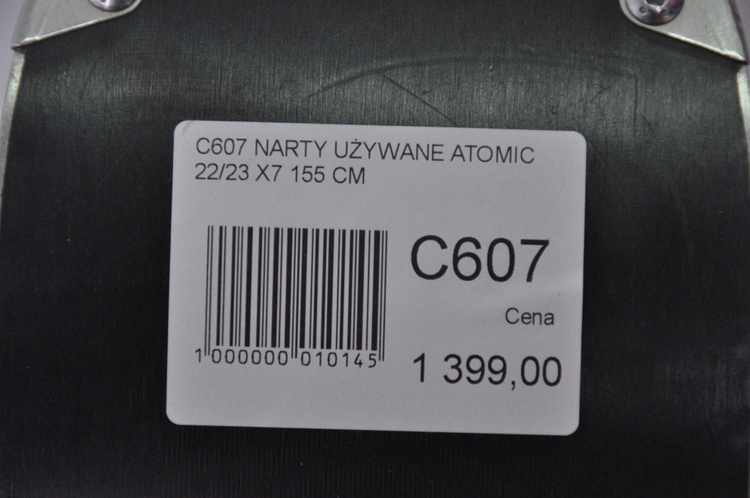 C607 NARTY UŻYWANE ATOMIC
22/23 X7 155 CM
C607
Cena
1 399,00
1 000000 010145